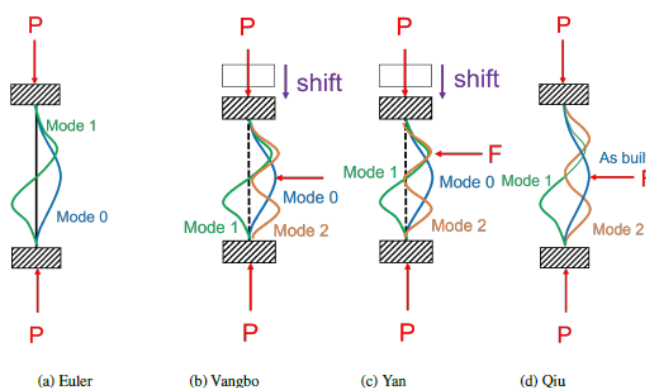 P
P
P
P
shift
shift
Mode 1
Mode 0
Mode 1
Mode 0
Mode 2
F
Mode 1
Mode 0
Mode 2
As built
Mode 1
F
Mode 2
P
P
P
P
(a) Euler
(b) Vangbo
(c) Yan
(d) Qiu